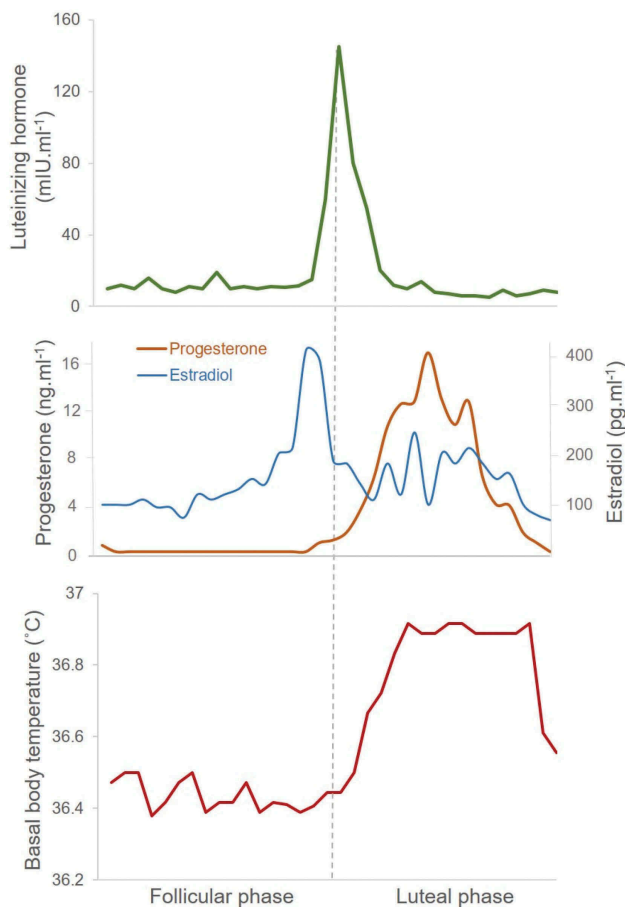 Luteinizing hormone
(mIU.ml-1)
160
120
80
40
0
Progesterone (ng.ml-1)
16
12
8
4
0
Progesterone
Estradiol
400
300
200
100
Estradiol (pg.ml-1)
Basal body temperature (˚C)
37
36.8
36.6
36.4
36.2
Follicular phase
Luteal phase